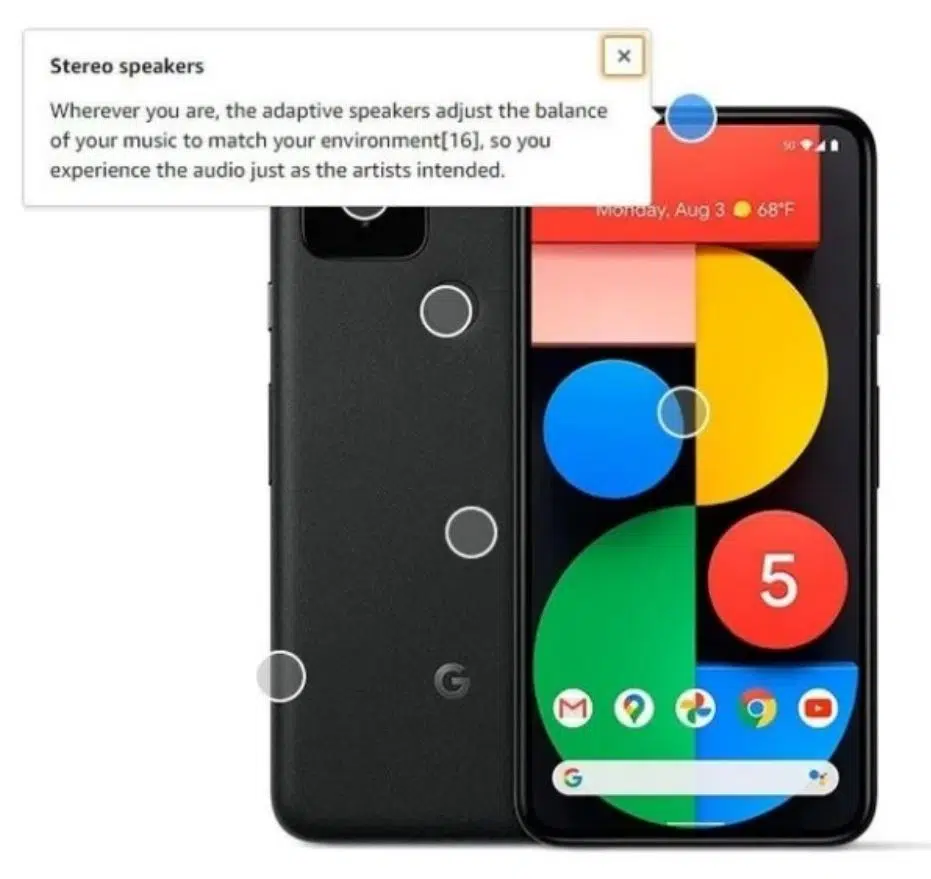 Stereo speakers
Wherever you are, the adaptive speakers adjust the balance
of your music to match your environment[16], so you
experience the audio just as the artists intended.
5G
Monday, Aug 3 68°F
5
G